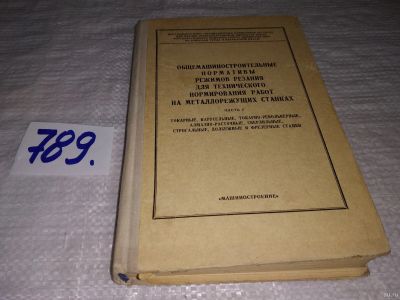 789.
ОБЩЕМАШИНОСТРОИТЕЛЬНЫЕ
НОРМАТИВЫ
РЕЖИМОВ РЕЗАНИЯ
ДЛЯ ТЕХНИЧЕСКОГО
НОРМИРОВАНИЯ РАБОТ
НА МЕТАЛЛОРЕЖУЩИХ СТАНКАХ
ЧАСТЬ I
ТОКАРНЫЕ, КАРУСЕЛЬНЫЕ, ТОКАРНО-РЕВОЛЬВЕРНЫЕ,
АЛМАЗНО-РАСТОЧНЫЕ, СВЕРЛИЛЬНЫЕ,
СТРОГАЛЬНЫЕ, ДОЛБЕЖНЫЕ И ФРЕЗЕРНЫЕ СТАНКИ
«МАШИНОСТРОЕНИЕ»